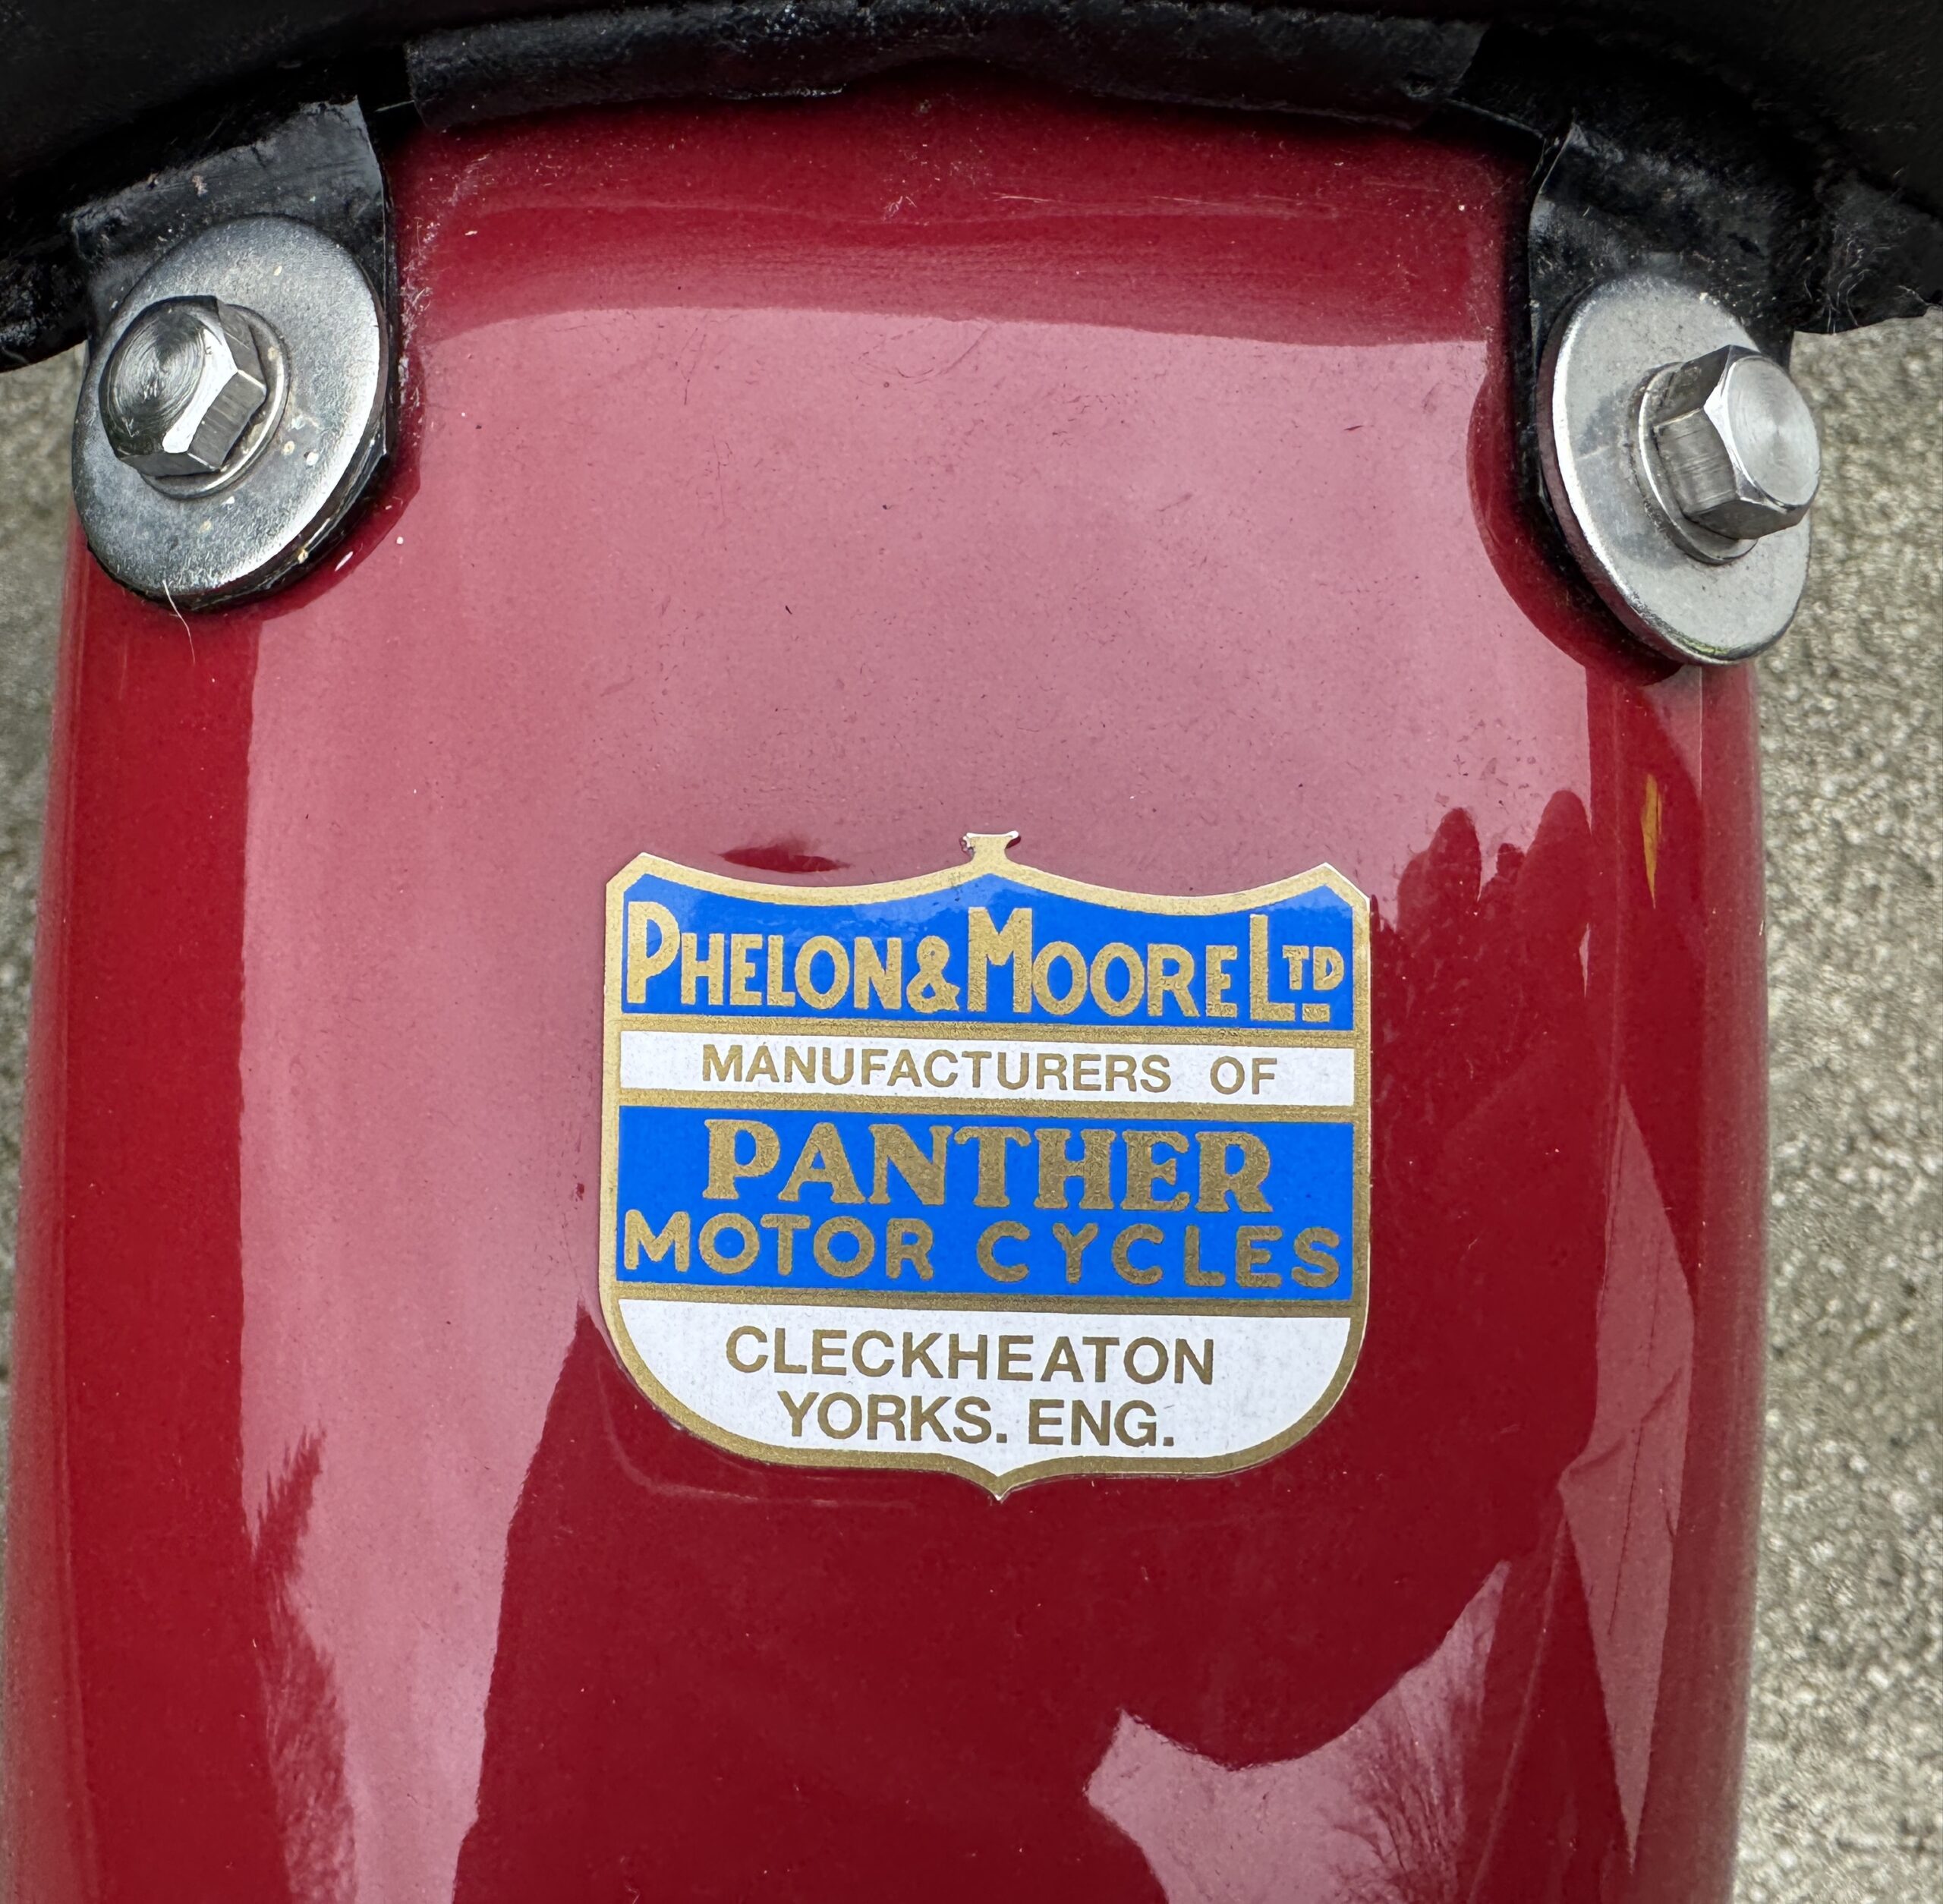 PHELON & MOORE LTD
MANUFACTURERS OF
PANTHER
MOTOR CYCLES
CLECKHEATON
YORKS. ENG.